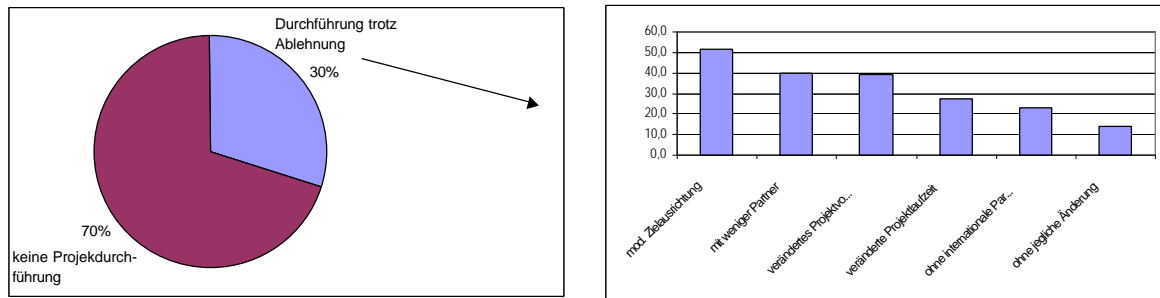 Durchführung trotz
Ablehnung
30%
70%
keine Projekdurch-
führung
60,0
50,0
40,0
30,0
20,0
10,0
0,0
mod. Zielausrichtung
mit weniger Partner
verändertes Projektvo...
veränderte Projektlaufzeit
ohne internationale Par...
ohne jegliche Änderung